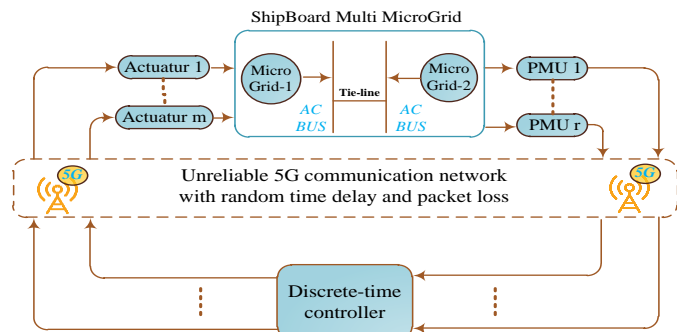 ShipBoard Multi MicroGrid
Actuatur 1
Actuatur m
Micro
Grid-1
Tie-line
Micro
Grid-2
AC
BUS
AC
BUS
PMU 1
PMU r
5G
Unreliable 5G communication network
with random time delay and packet loss
5G
Discrete-time
controller